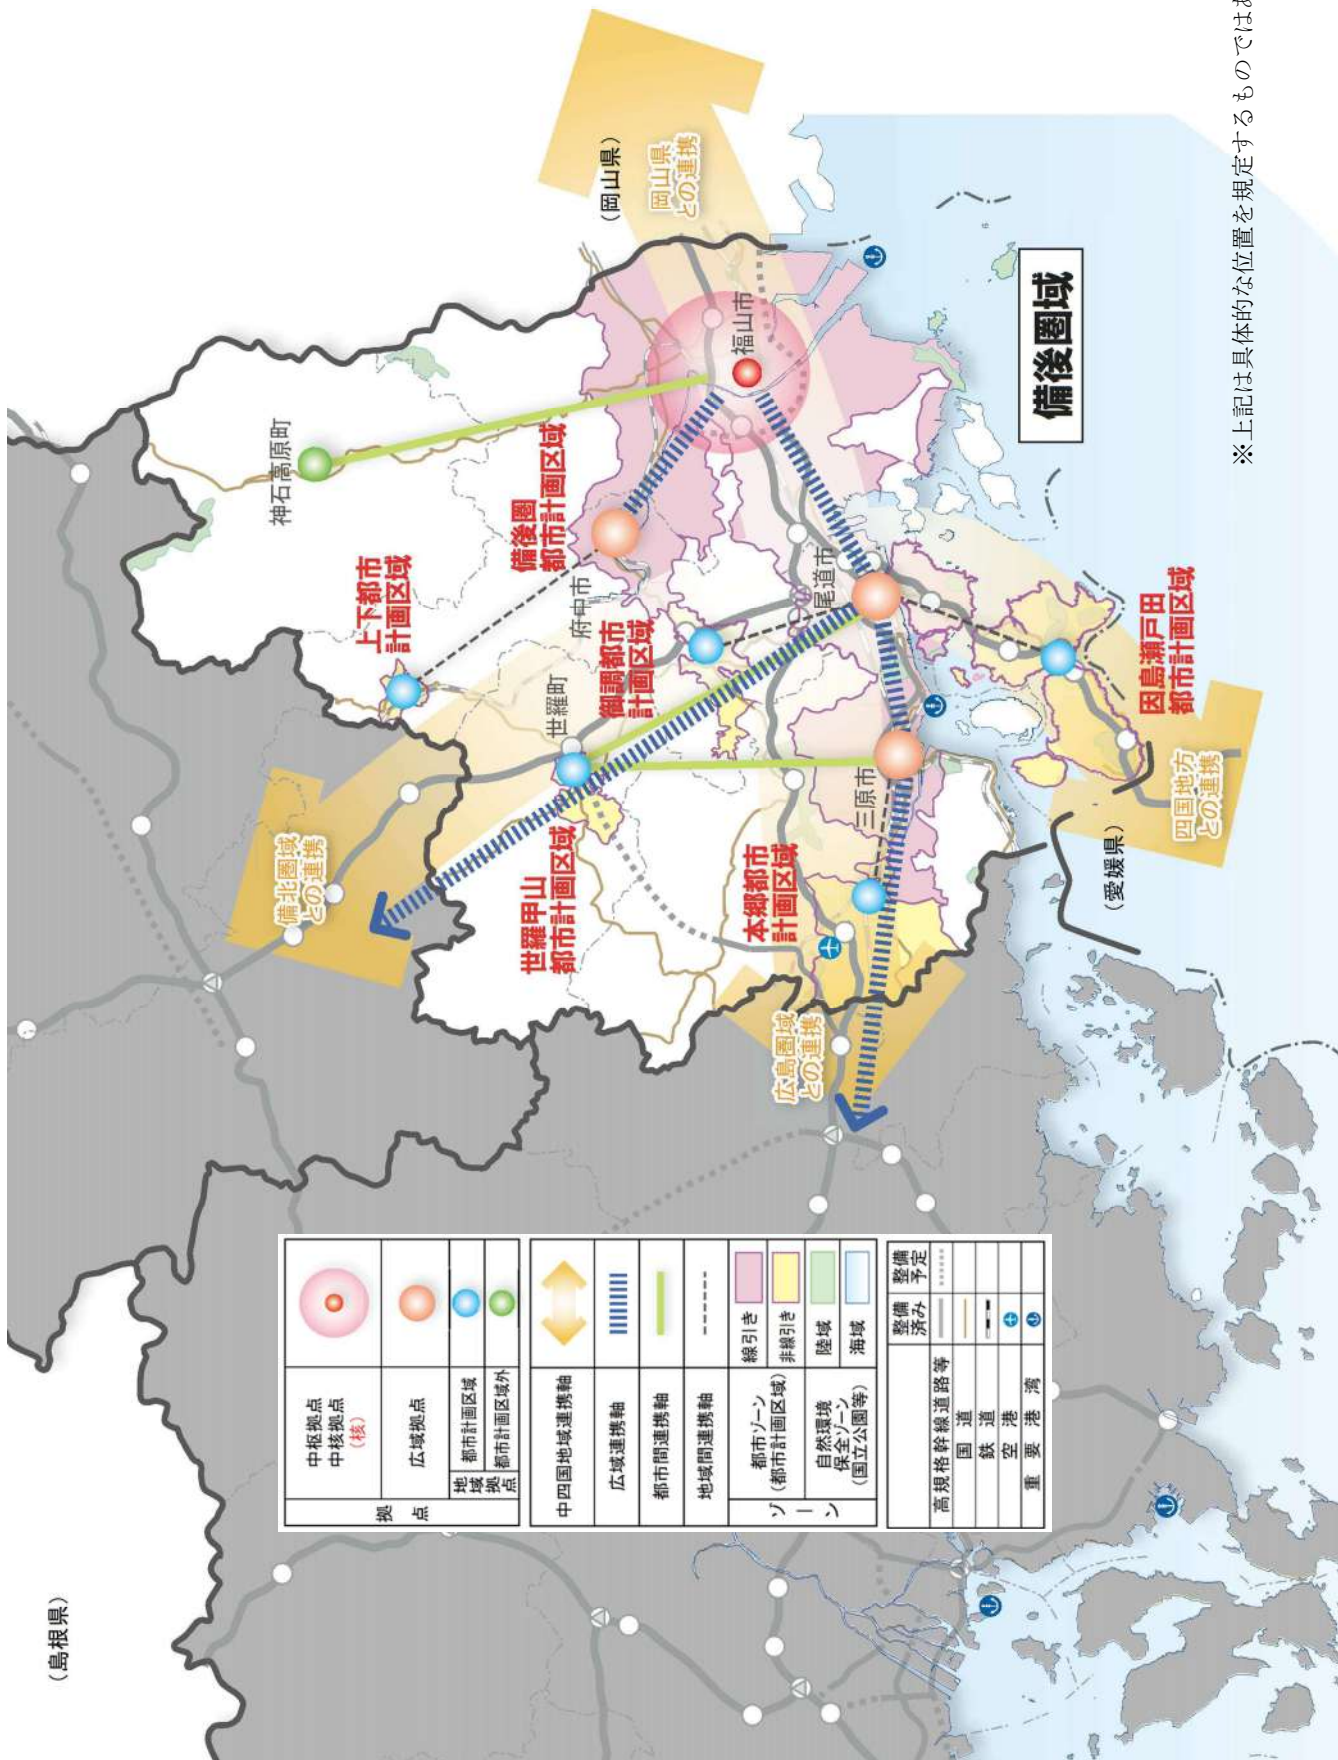 (島根県)
(岡山県)
岡山県
との連携
神石高原町
上下都市
計画区域
備後圏
都市計画区域
福山市
府中市
備北圏域
との連携
世羅町
御調都市
計画区域
尾道市
世羅甲山
都市計画区域
本郷都市
計画区域
三原市
広島圏域
との連携
因島瀬戸田
都市計画区域
四国地方
との連携
(愛媛県)
備後圏域
拠点
中枢拠点
中核拠点
(核)
広域拠点
地域拠点
都市計画区域
都市計画区域外
中四国地域連携軸
広域連携軸
都市間連携軸
地域間連携軸
ゾーン
都市ゾーン
(都市計画区域)
線引き
非線引き
自然環境
保全ゾーン
(国立公園等)
陸域
海域
整備
済み
整備
予定
高規格幹線道路等
国道
鉄道
空港
重要港湾
※上記は具体的な位置を規定するものではあ